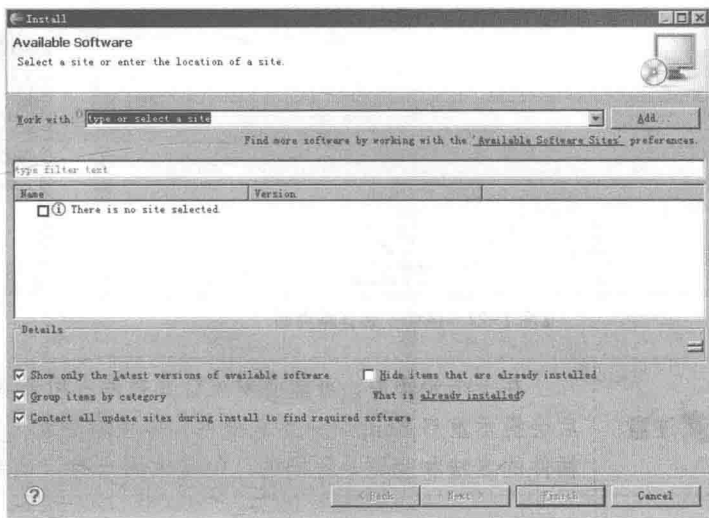 Install
Available Software
Select a site or enter the location of a site.
Work with: type or select a site
Add...
Find more software by working with the 'Available Software Sites' preferences.
type filter text
Name Version
There is no site selected.
Details
Show only the latest versions of available software
Hide items that are already installed
Group items by category
What is already installed?
Contact all update sites during install to find required software
< Back Next > Finish Cancel